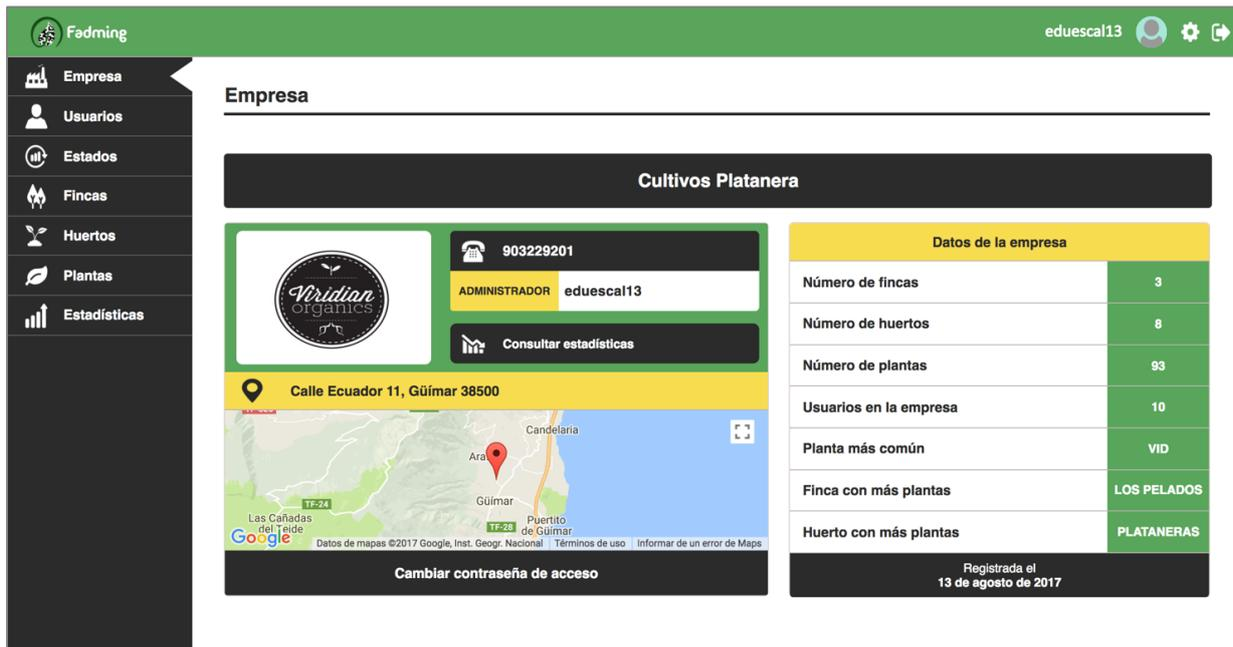 Fadming
eduescal13
Empresa
Usuarios
Estados
Fincas
Huertos
Plantas
Estadísticas
Empresa
Cultivos Platanera
Viridian
organics
903229201
ADMINISTRADOR eduescal13
Consultar estadísticas
Calle Ecuador 11, Güímar 38500
Candelaria
Ara
Güímar
TF-24
Las Cañadas
del Teide
TF-28
Puertito
de Güímar
Google
Datos de mapas ©2017 Google, Inst. Geogr. Nacional Términos de uso Informar de un error de Maps
Cambiar contraseña de acceso
Datos de la empresa
Número de fincas 3
Número de huertos 8
Número de plantas 93
Usuarios en la empresa 10
Planta más común VID
Finca con más plantas LOS PELADOS
Huerto con más plantas PLATANERAS
Registrada el
13 de agosto de 2017